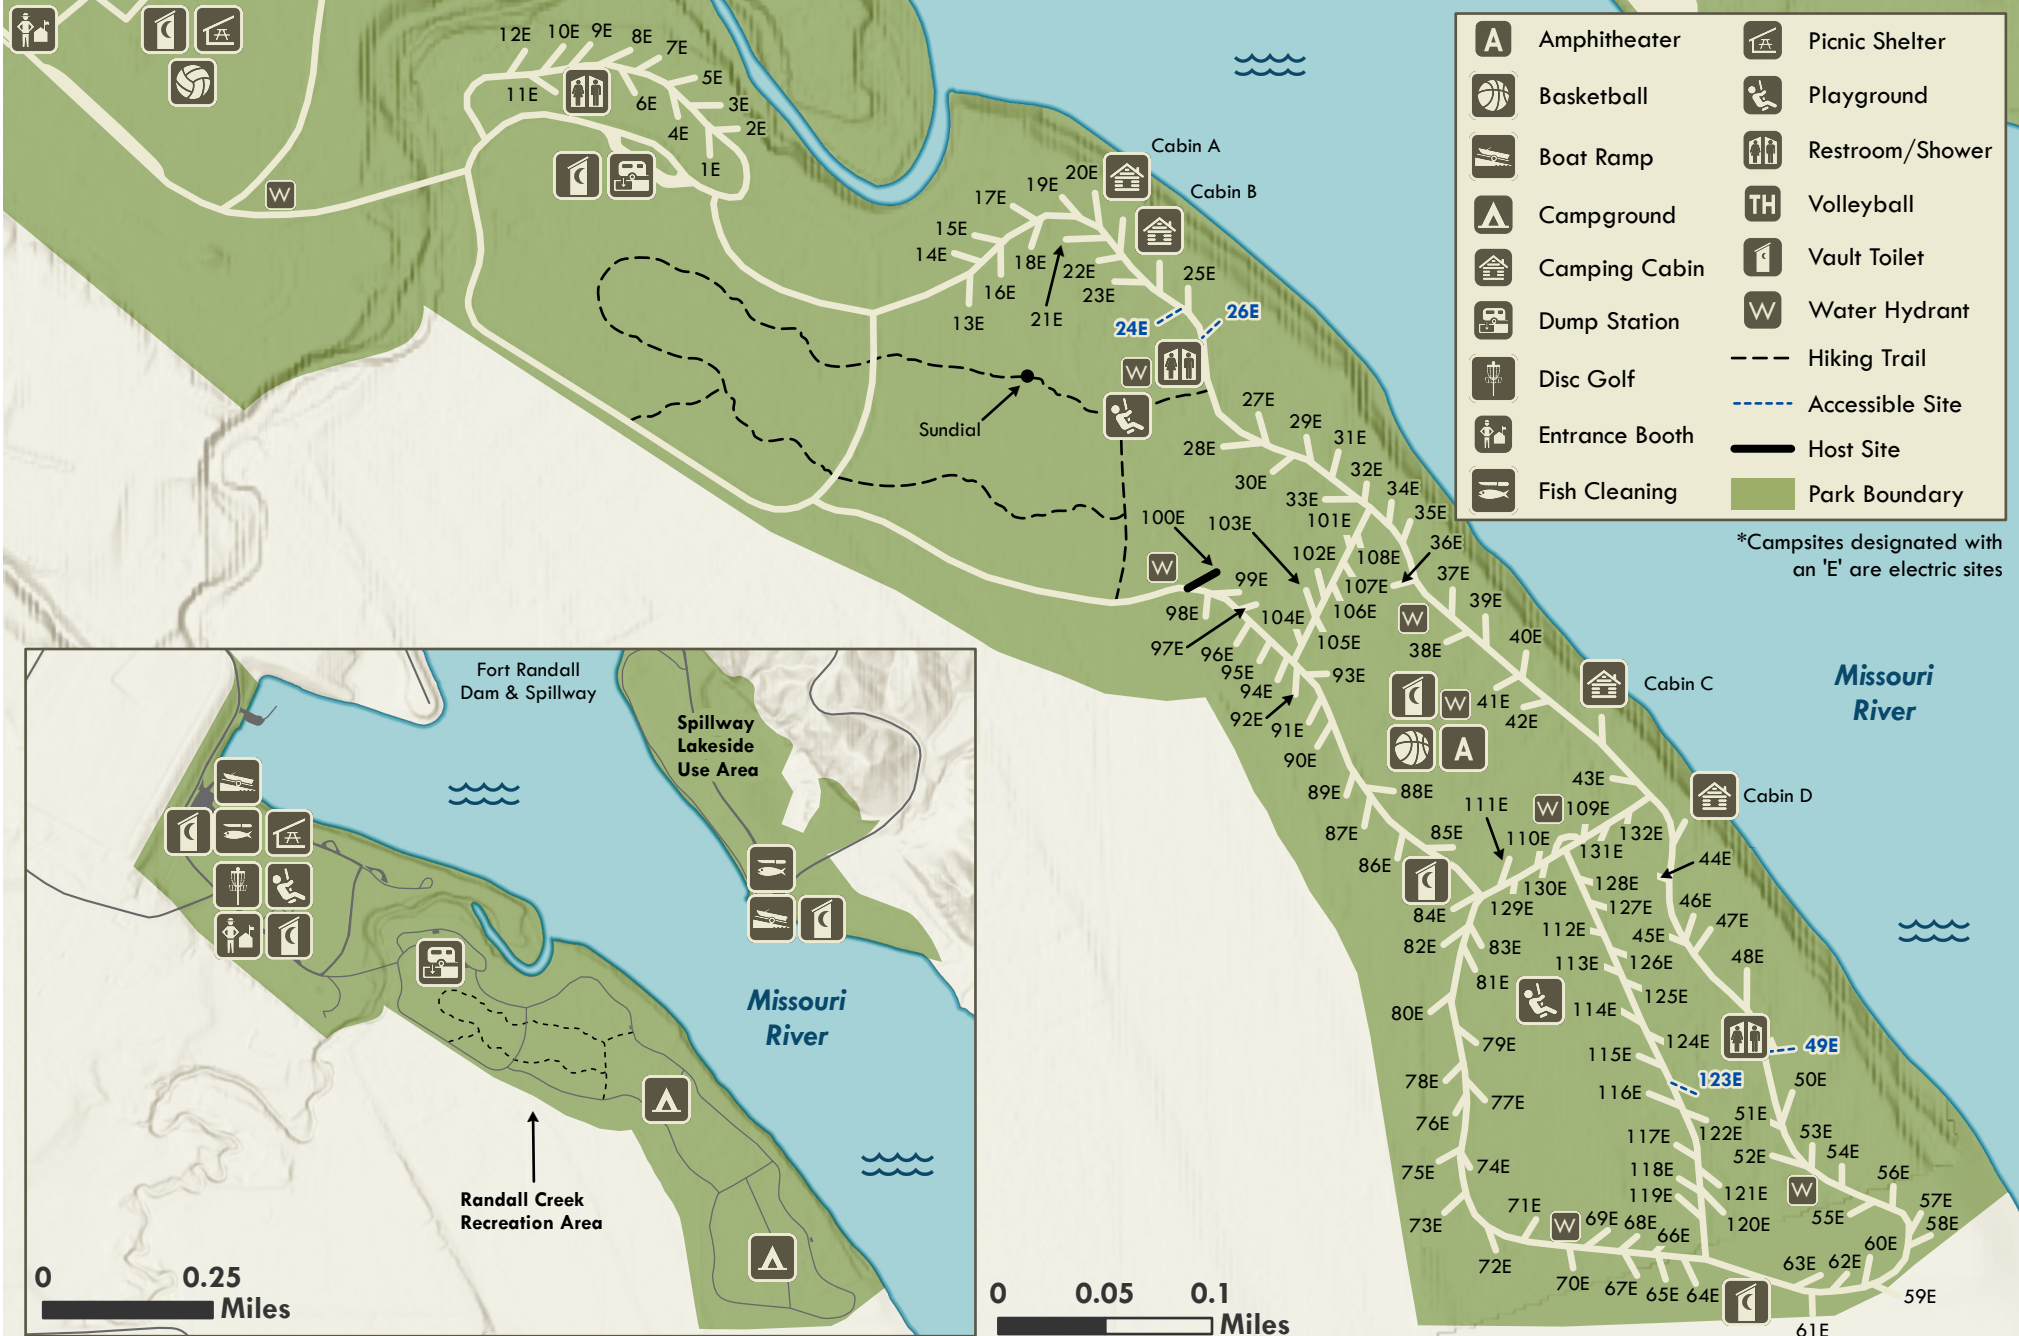 12E
10E
9E
8E
7E
5E
3E
2E
11E
6E
4E
1E
W
Cabin A
Cabin B
20E
19E
17E
15E
14E
18E
16E
13E
21E
22E
23E
25E
24E
26E
W
Sundial
27E
29E
31E
28E
30E
32E
33E
34E
35E
36E
101E
100E
103E
102E
108E
107E
37E
W
99E
98E
104E
106E
105E
W
39E
38E
40E
97E
96E
95E
94E
93E
92E
91E
90E
W
41E
42E
A
Cabin C
Missouri
River
43E
Cabin D
89E
88E
111E
W
109E
87E
85E
110E
132E
131E
44E
86E
130E
128E
127E
129E
84E
46E
47E
45E
112E
82E
83E
48E
113E
126E
81E
125E
80E
114E
79E
124E
49E
115E
123E
78E
116E
50E
77E
76E
51E
122E
117E
53E
54E
52E
75E
74E
118E
119E
121E
120E
W
56E
55E
57E
58E
73E
71E
W
69E
68E
66E
60E
72E
70E
67E
65E
64E
63E
62E
59E
61E
A Amphitheater
Basketball
Boat Ramp
Campground
Camping Cabin
Dump Station
Disc Golf
Entrance Booth
Fish Cleaning
Picnic Shelter
Playground
Restroom/Shower
TH Volleyball
Vault Toilet
W Water Hydrant
Hiking Trail
Accessible Site
Host Site
Park Boundary
*Campsites designated with
an 'E' are electric sites
Fort Randall
Dam & Spillway
Spillway
Lakeside
Use Area
Missouri
River
Randall Creek
Recreation Area
0 0.25
Miles
0 0.05 0.1
Miles